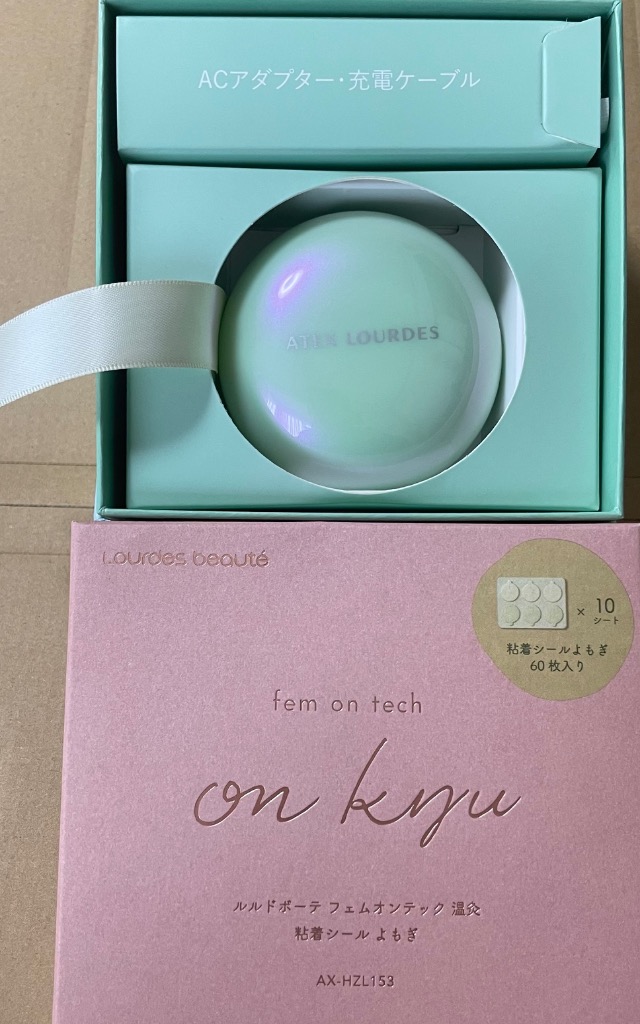 ACアダプター・充電ケーブル
ATEX LOURDES
Lourdes beauté
× 10
シート
粘着シールよもぎ
60枚入り
fem on tech
on kyu
ルルドボーテ フェムオンテック 温灸
粘着シール よもぎ
AX-HZL153